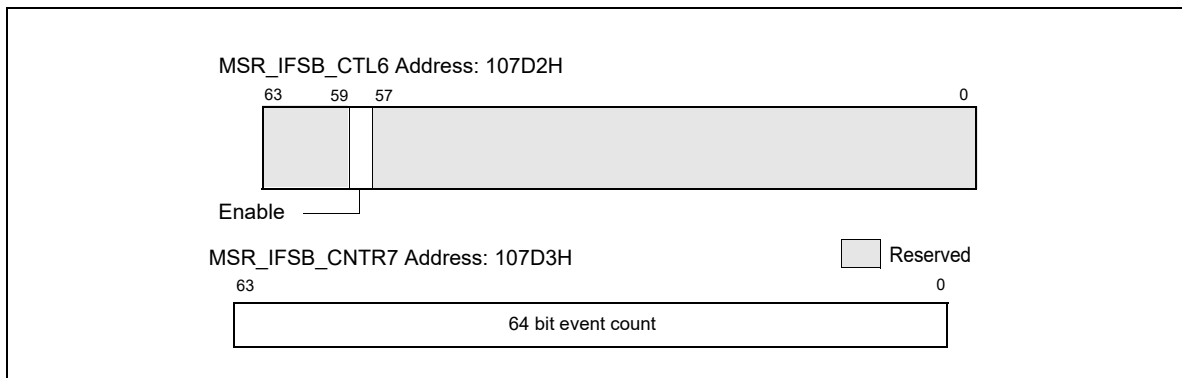 MSR_IFSB_CTL6 Address: 107D2H
63 59 57 0
Enable
MSR_IFSB_CNTR7 Address: 107D3H
Reserved
63 0
64 bit event count